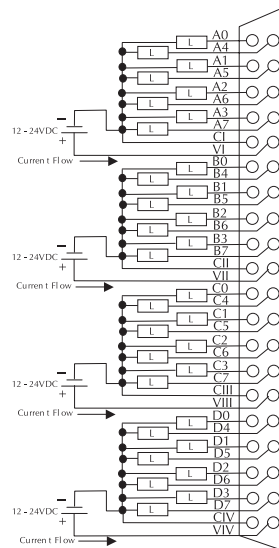 L A0
L A4
L A1
L A5
L A2
L A6
L A3
− L A7
12-24VDC CI
+ VI
Current Flow L B0
L B4
L B1
L B5
L B2
L B6
L B3
− L B7
12-24VDC CII
+ VII
Current Flow L C0
L C4
L C1
L C5
L C2
L C6
L C3
− L C7
12-24VDC CIII
+ VIII
Current Flow L D0
L D4
L D1
L D5
L D2
L D6
L D3
− L D7
12-24VDC CIV
+ VIV
Current Flow